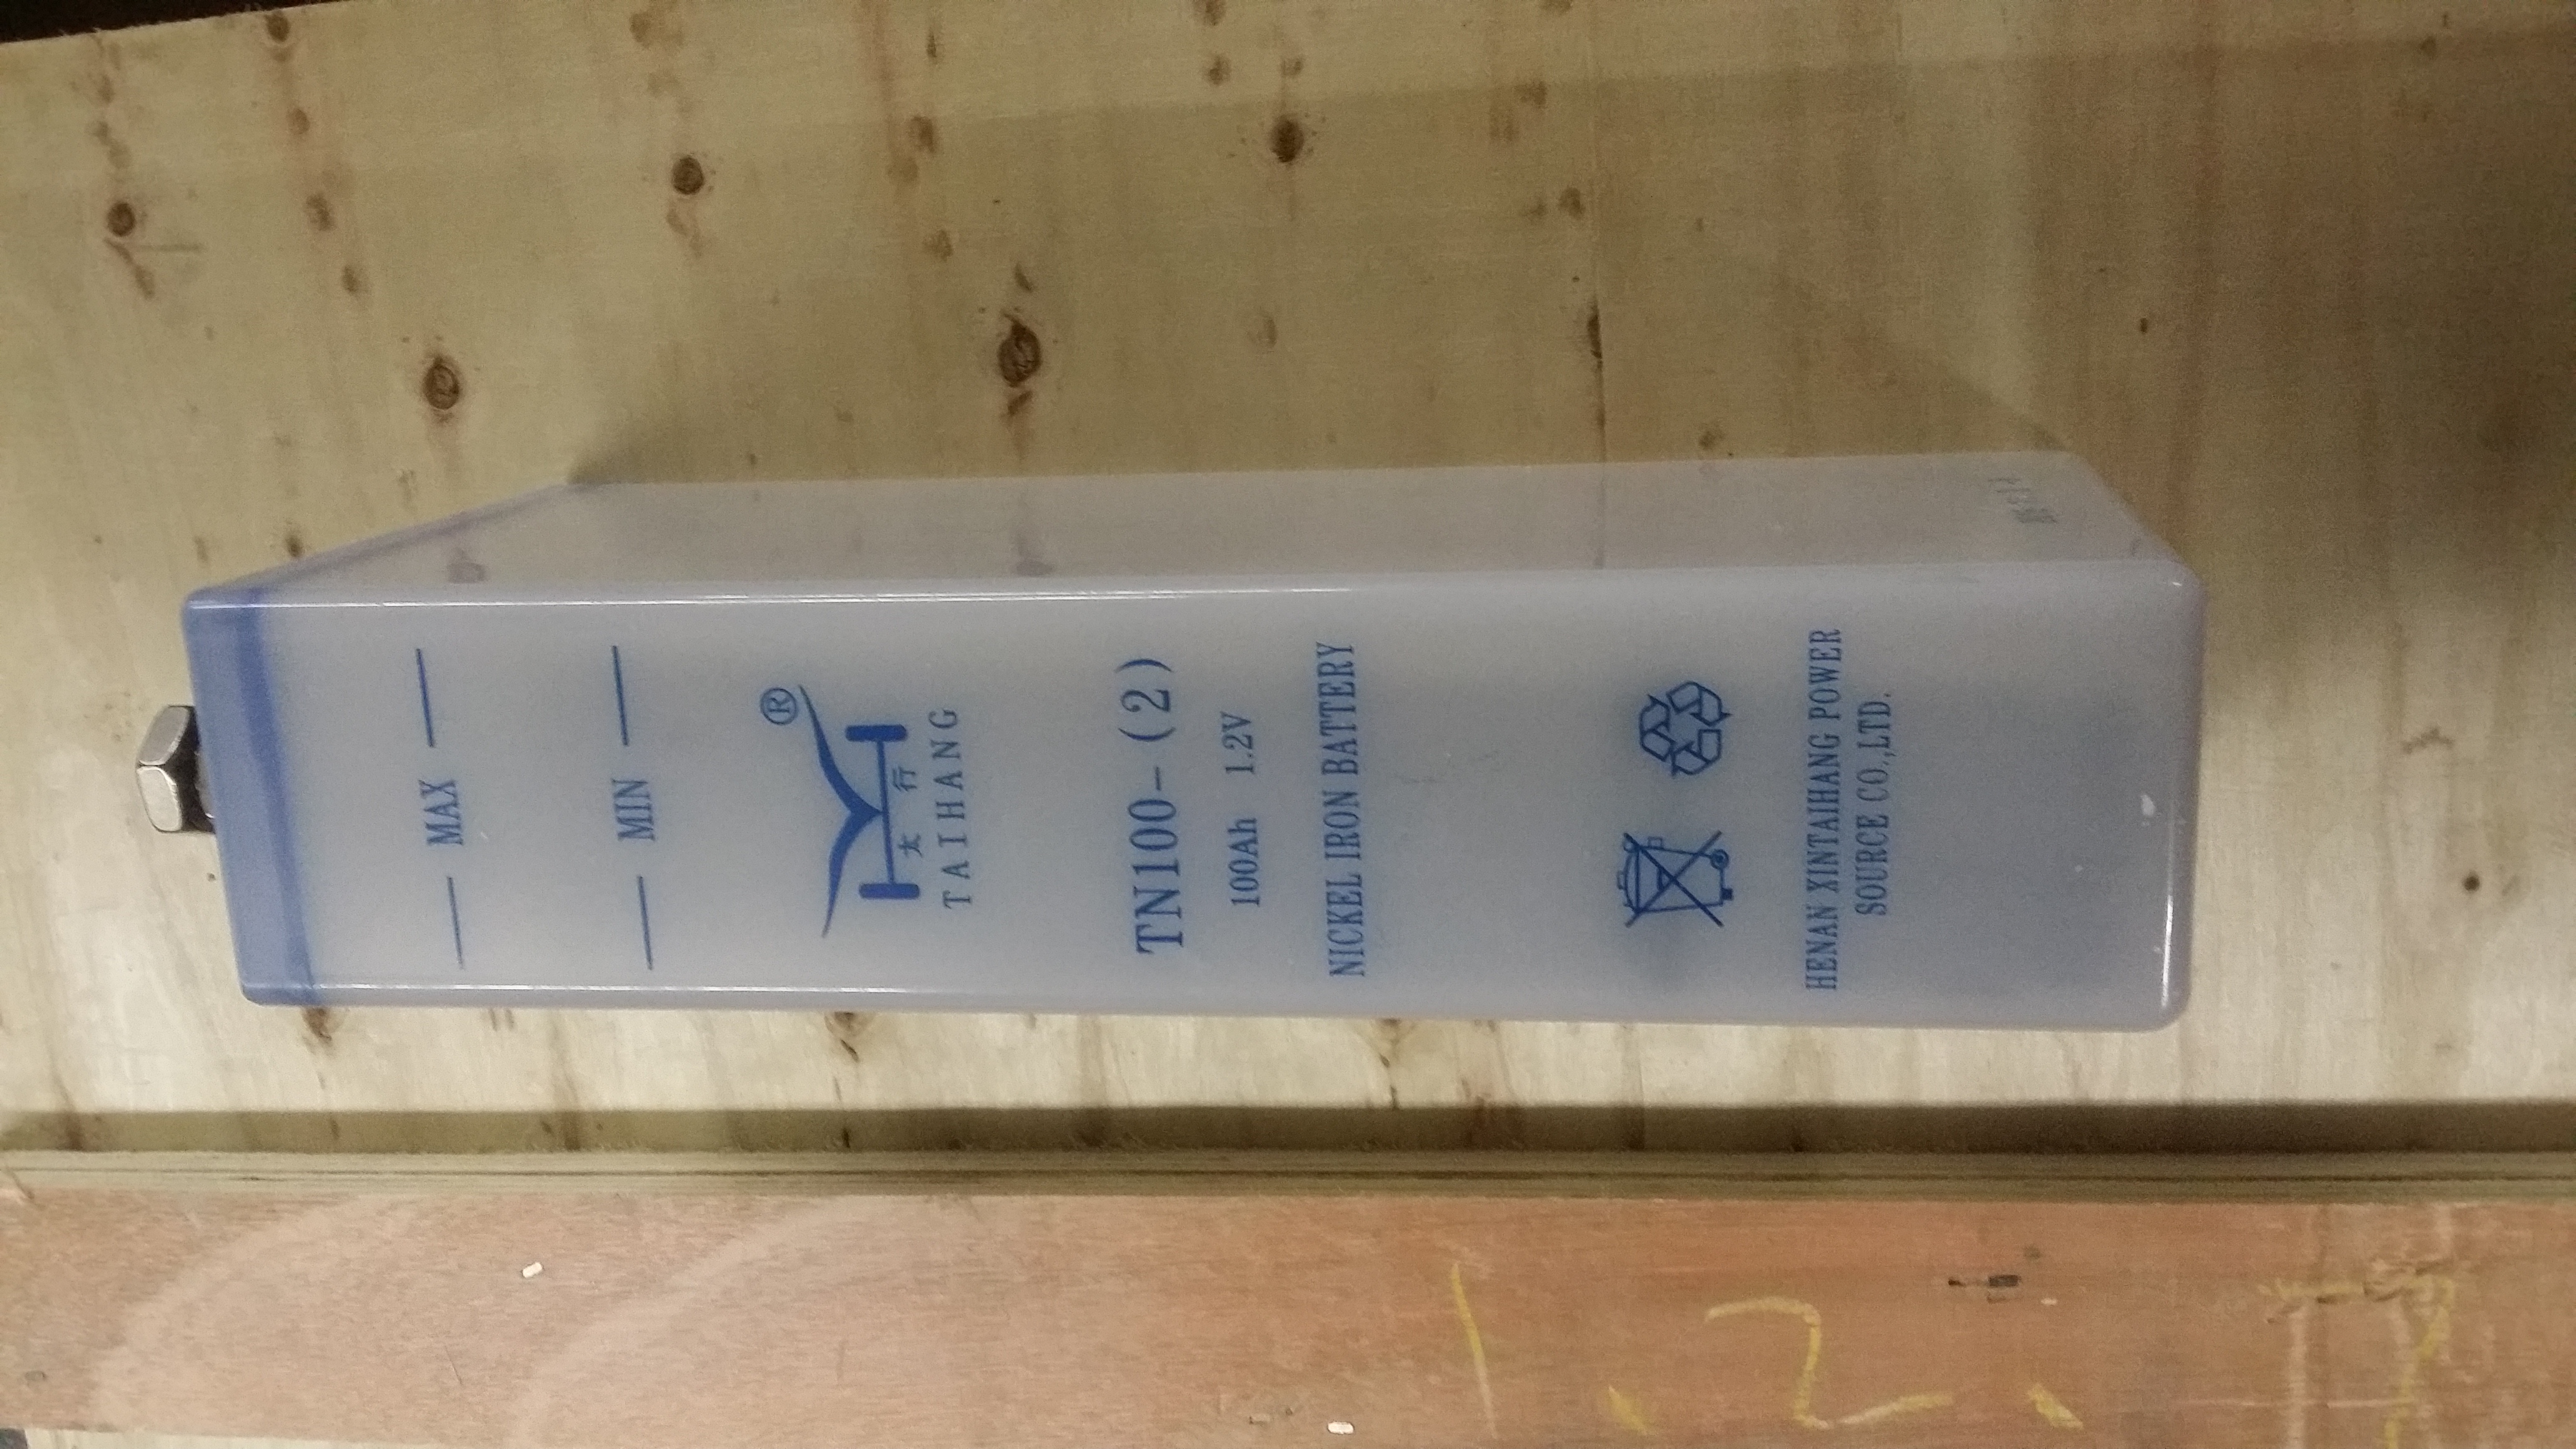 — MAX —
— MIN —
®
太 行
TAIHANG
TN100-(2)
100Ah 1.2V
NICKEL IRON BATTERY
HENAN XINTAIHANG POWER
SOURCE CO.,LTD.